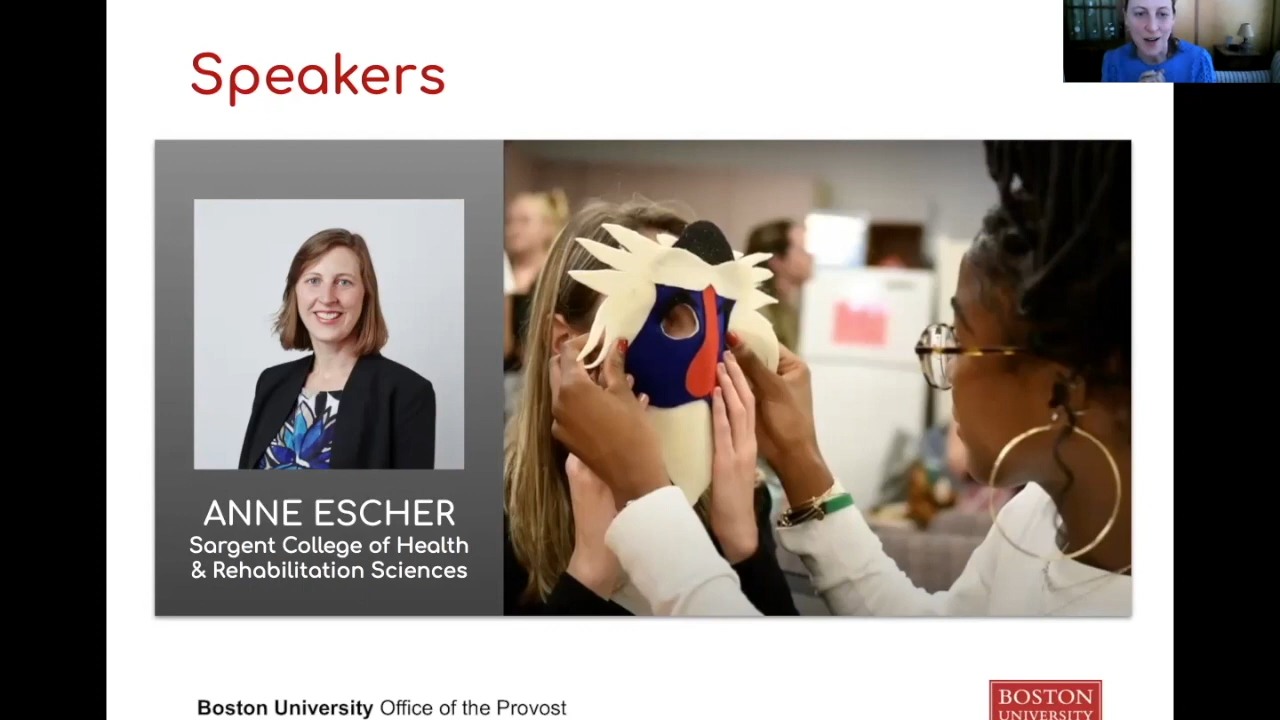 Speakers
ANNE ESCHER
Sargent College of Health
& Rehabilitation Sciences
Boston University Office of the Provost
BOSTON
UNIVERSITY